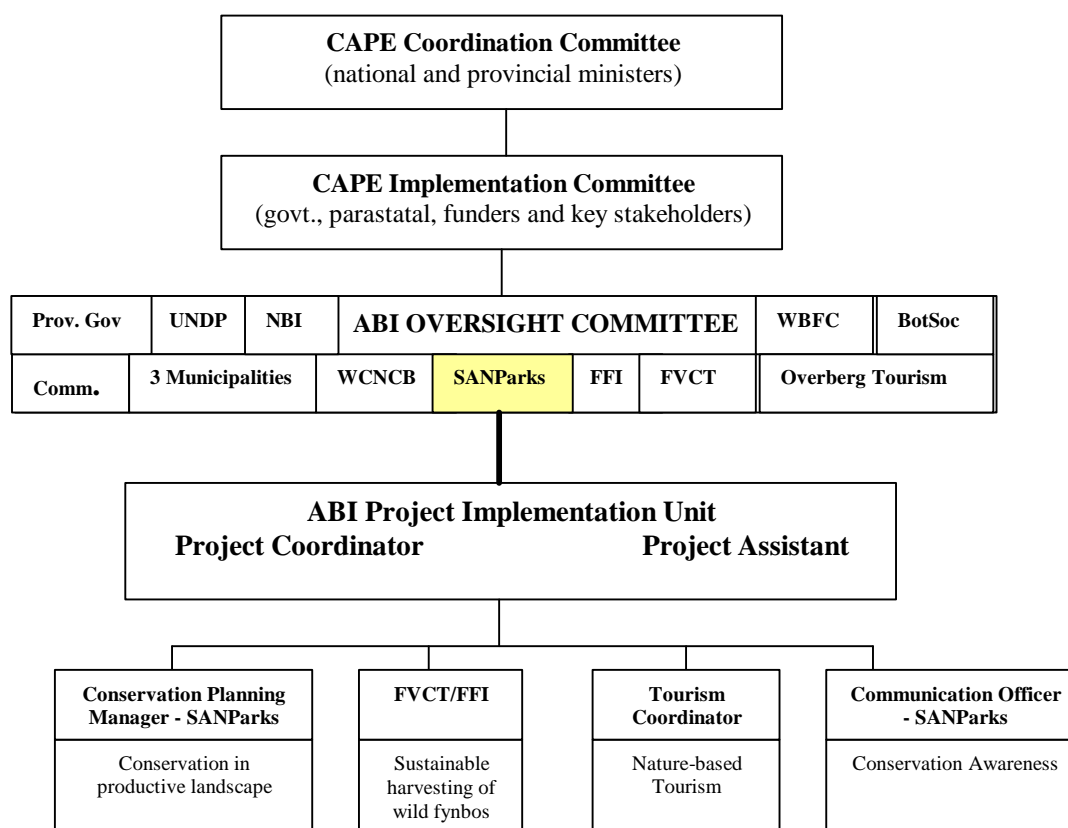 CAPE Coordination Committee
(national and provincial ministers)
CAPE Implementation Committee
(govt., parastatal, funders and key stakeholders)
Prov. Gov UNDP NBI ABI OVERSIGHT COMMITTEE WBFC BotSoc
Comm. 3 Municipalities WCNCB SANParks FFI FVCT Overberg Tourism
ABI Project Implementation Unit
Project Coordinator Project Assistant
Conservation Planning
Manager - SANParks
Conservation in
productive landscape
FVCT/FFI
Sustainable
harvesting of
wild fynbos
Tourism
Coordinator
Nature-based
Tourism
Communication Officer
- SANParks
Conservation Awareness